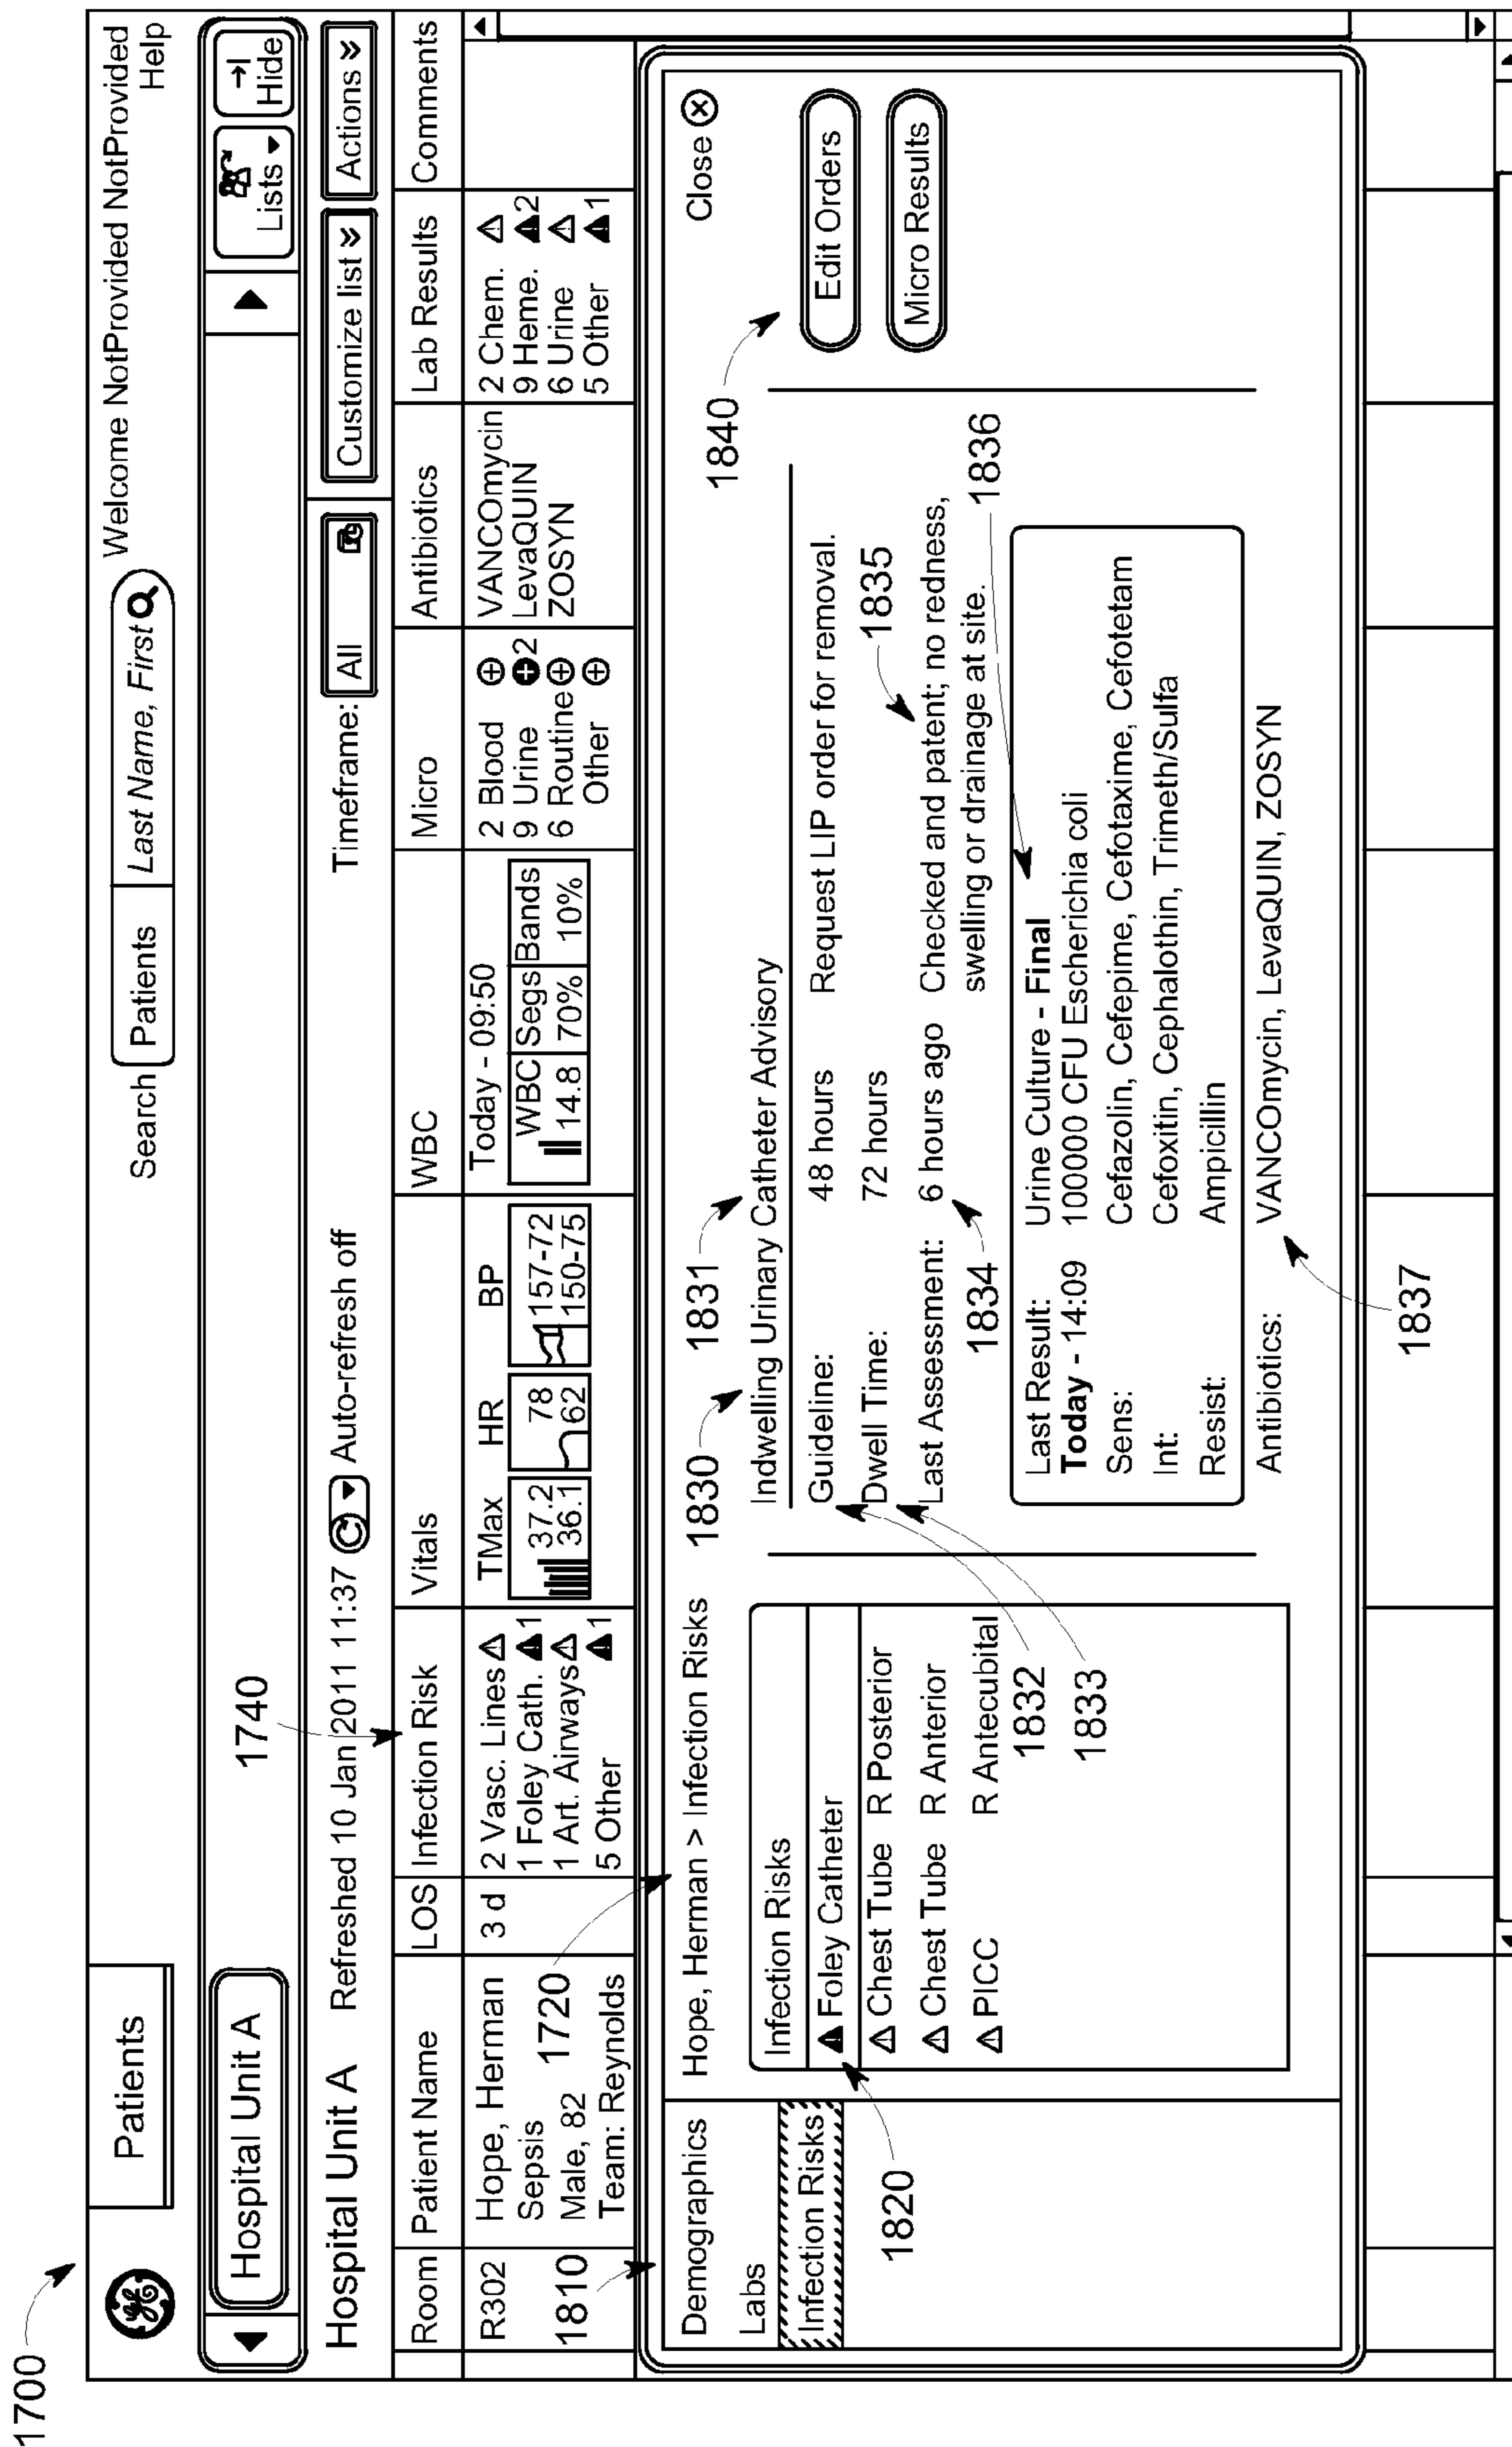 1700
Patients
Search Patients Last Name, First
Welcome NotProvided NotProvided
Help
Hospital Unit A
1740
Lists
Hide
Hospital Unit A Refreshed 10 Jan 2011 11:37 Auto-refresh off Timeframe: All Customize list Actions
Room Patient Name LOS Infection Risk Vitals WBC Micro Antibiotics Lab Results Comments
R302
Hope, Herman
Sepsis
Male, 82
Team: Reynolds
3 d
2 Vasc. Lines
1 Foley Cath. 1
1 Art. Airways
5 Other 1
TMax HR BP
37.2 78 157-72
36.1 62 150-75
Today - 09:50
WBC Segs Bands
14.8 70% 10%
2 Blood
9 Urine 2
6 Routine
Other
VANCOmycin
LevaQUIN
ZOSYN
2 Chem.
9 Heme. 2
6 Urine
5 Other 1
1810
1720
Demographics
Labs
Infection Risks
1820
Hope, Herman > Infection Risks
Close
Infection Risks
Foley Catheter
Chest Tube R Posterior
Chest Tube R Anterior
PICC R Antecubital
1832
1833
1830
1831
1840
Indwelling Urinary Catheter Advisory
Guideline: 48 hours Request LIP order for removal.
Dwell Time: 72 hours
1835
Last Assessment: 6 hours ago Checked and patent; no redness,
swelling or drainage at site.
1834
1836
Last Result: Urine Culture - Final
Today - 14:09 100000 CFU Escherichia coli
Sens: Cefazolin, Cefepime, Cefotaxime, Cefotetam
Int: Cefoxitin, Cephalothin, Trimeth/Sulfa
Resist: Ampicillin
Antibiotics: VANCOmycin, LevaQUIN, ZOSYN
1837
Edit Orders
Micro Results